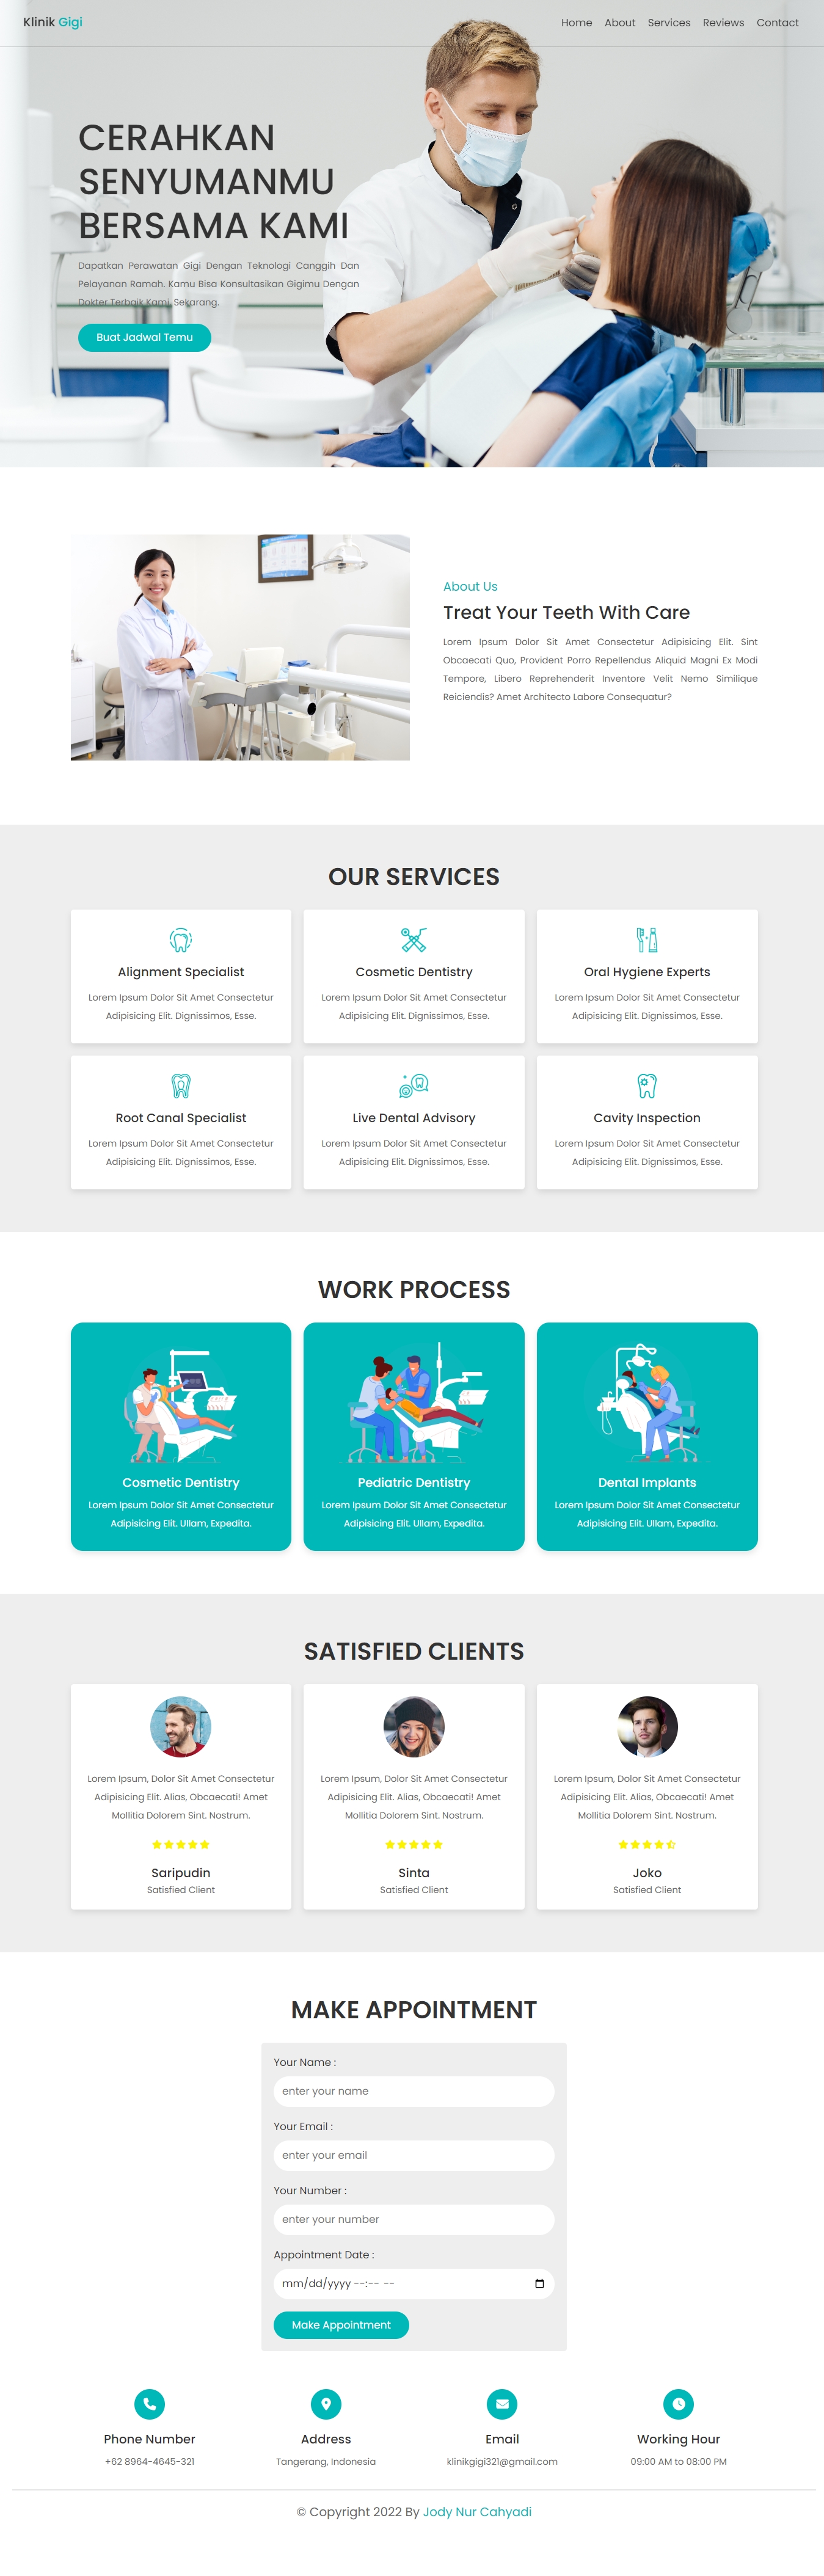 Klinik Gigi
Home About Services Reviews Contact
CERAHKAN
SENYUMANMU
BERSAMA KAMI
Dapatkan Perawatan Gigi Dengan Teknologi Canggih Dan
Pelayanan Ramah. Kamu Bisa Konsultasikan Gigimu Dengan
Dokter Terbaik Kami, Sekarang.
Buat Jadwal Temu
About Us
Treat Your Teeth With Care
Lorem Ipsum Dolor Sit Amet Consectetur Adipisicing Elit. Sint
Obcaecati Quo, Provident Porro Repellendus Aliquid Magni Ex Modi
Tempore, Libero Reprehenderit Inventore Velit Nemo Similique
Reiciendis? Amet Architecto Labore Consequatur?
OUR SERVICES
Alignment Specialist
Lorem Ipsum Dolor Sit Amet Consectetur
Adipisicing Elit. Dignissimos, Esse.
Cosmetic Dentistry
Lorem Ipsum Dolor Sit Amet Consectetur
Adipisicing Elit. Dignissimos, Esse.
Oral Hygiene Experts
Lorem Ipsum Dolor Sit Amet Consectetur
Adipisicing Elit. Dignissimos, Esse.
Root Canal Specialist
Lorem Ipsum Dolor Sit Amet Consectetur
Adipisicing Elit. Dignissimos, Esse.
Live Dental Advisory
Lorem Ipsum Dolor Sit Amet Consectetur
Adipisicing Elit. Dignissimos, Esse.
Cavity Inspection
Lorem Ipsum Dolor Sit Amet Consectetur
Adipisicing Elit. Dignissimos, Esse.
WORK PROCESS
Cosmetic Dentistry
Lorem Ipsum Dolor Sit Amet Consectetur
Adipisicing Elit. Ullam, Expedita.
Pediatric Dentistry
Lorem Ipsum Dolor Sit Amet Consectetur
Adipisicing Elit. Ullam, Expedita.
Dental Implants
Lorem Ipsum Dolor Sit Amet Consectetur
Adipisicing Elit. Ullam, Expedita.
SATISFIED CLIENTS
Lorem Ipsum, Dolor Sit Amet Consectetur
Adipisicing Elit. Alias, Obcaecati! Amet
Mollitia Dolorem Sint. Nostrum.
Saripudin
Satisfied Client
Lorem Ipsum, Dolor Sit Amet Consectetur
Adipisicing Elit. Alias, Obcaecati! Amet
Mollitia Dolorem Sint. Nostrum.
Sinta
Satisfied Client
Lorem Ipsum, Dolor Sit Amet Consectetur
Adipisicing Elit. Alias, Obcaecati! Amet
Mollitia Dolorem Sint. Nostrum.
Joko
Satisfied Client
MAKE APPOINTMENT
Your Name :
enter your name
Your Email :
enter your email
Your Number :
enter your number
Appointment Date :
mm/dd/yyyy --:-- --
Make Appointment
Phone Number
+62 8964-4645-321
Address
Tangerang, Indonesia
Email
klinikgigi321@gmail.com
Working Hour
09:00 AM to 08:00 PM
© Copyright 2022 By Jody Nur Cahyadi